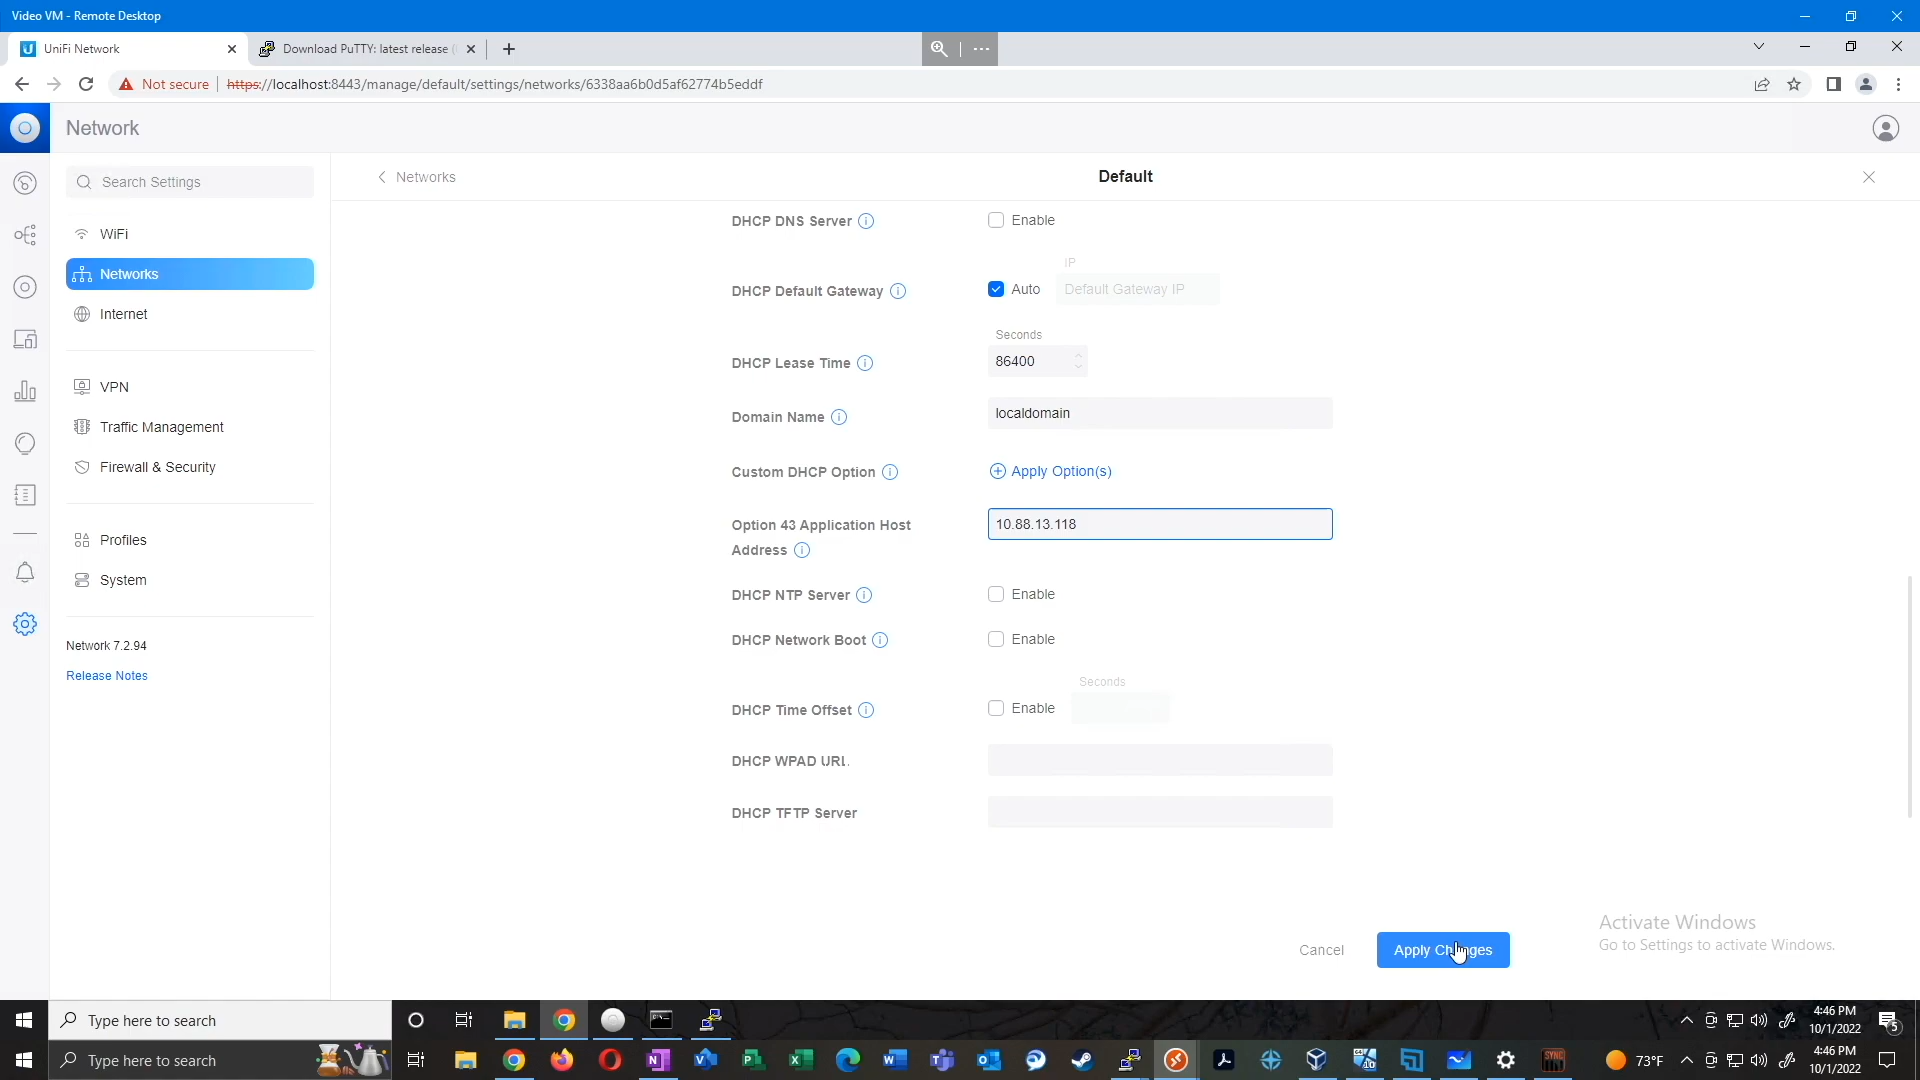 Video VM - Remote Desktop
UniFi Network
Download PuTTY: latest release (
Not secure
https://localhost:8443/manage/default/settings/networks/6338aa6b0d5af62774b5eddf
Network
Search Settings
Networks
Default
WiFi
Networks
Internet
VPN
Traffic Management
Firewall & Security
Profiles
System
Network 7.2.94
Release Notes
DHCP DNS Server
Enable
IP
DHCP Default Gateway
Auto
Default Gateway IP
Seconds
DHCP Lease Time
86400
Domain Name
localdomain
Custom DHCP Option
Apply Option(s)
Option 43 Application Host
Address
10.88.13.118
DHCP NTP Server
Enable
DHCP Network Boot
Enable
Seconds
DHCP Time Offset
Enable
DHCP WPAD URL
DHCP TFTP Server
Cancel
Apply Changes
Activate Windows
Go to Settings to activate Windows.
Type here to search
4:46 PM
10/1/2022
5
Type here to search
73°F
4:46 PM
10/1/2022